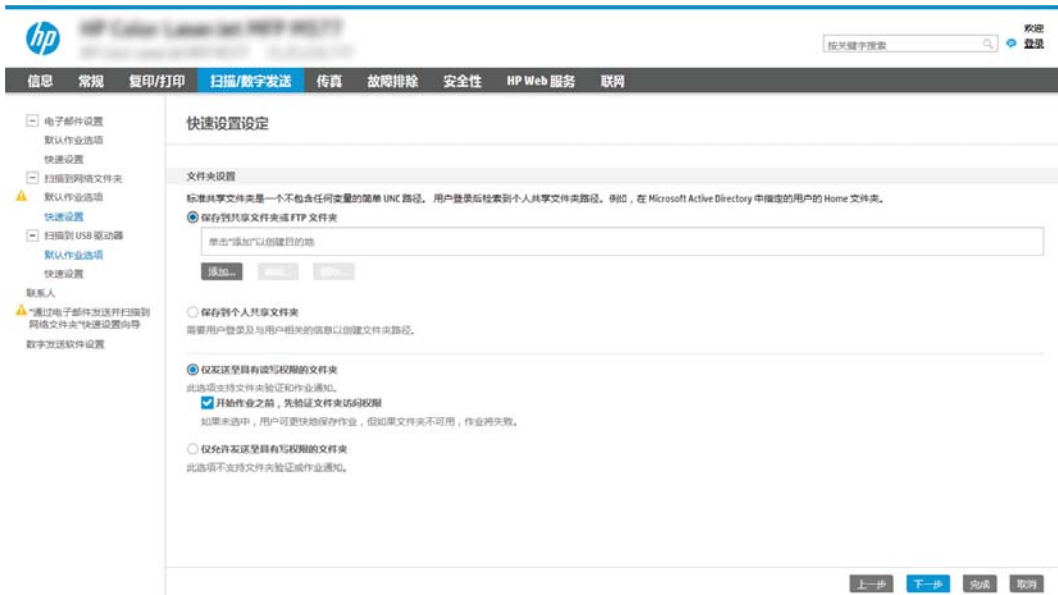 hp
欢迎
按关键字搜索
登录
信息 常规 复印/打印 扫描/数字发送 传真 故障排除 安全性 HP Web 服务 联网
电子邮件设置
默认作业选项
快速设置
扫描到网络文件夹
默认作业选项
快速设置
扫描到 USB 驱动器
默认作业选项
快速设置
联系人
"通过电子邮件发送并扫描到
网络文件夹"快速设置向导
数字发送软件设置
快速设置设定
文件夹设置
标准共享文件夹是一个不包含任何变量的简单 UNC 路径。 用户登录后检索到个人共享文件夹路径。例如，在 Microsoft Active Directory 中指定的用户的 Home 文件夹。
保存到共享文件夹或 FTP 文件夹
单击"添加"以创建目的地
添加...
保存到个人共享文件夹
需要用户登录及与用户相关的信息以创建文件夹路径。
仅发送至具有读写权限的文件夹
此选项支持文件夹验证和作业通知。
开始作业之前，先验证文件夹访问权限
如果未选中，用户可更快地保存作业，但如果文件夹不可用，作业将失败。
仅允许发送至具有写权限的文件夹
此选项不支持文件夹验证或作业通知。
上一步 下一步 完成 取消